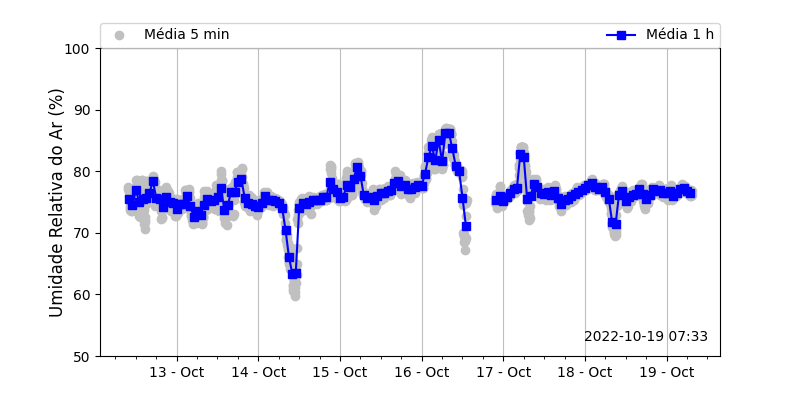 Média 5 min
Média 1 h
100
90
80
70
60
50
Umidade Relativa do Ar (%)
2022-10-19 07:33
13 - Oct
14 - Oct
15 - Oct
16 - Oct
17 - Oct
18 - Oct
19 - Oct